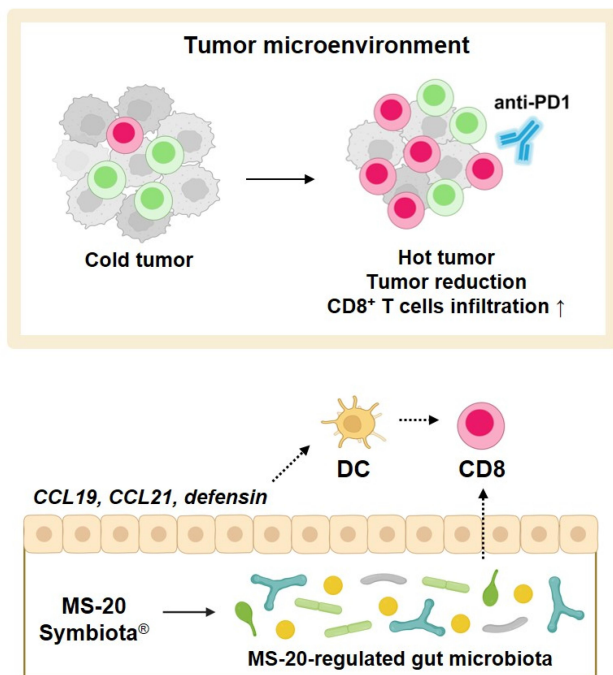 Tumor microenvironment
anti-PD1
Cold tumor
Hot tumor
Tumor reduction
CD8⁺ T cells infiltration ↑
DC
CD8
CCL19, CCL21, defensin
MS-20
Symbiota®
MS-20-regulated gut microbiota